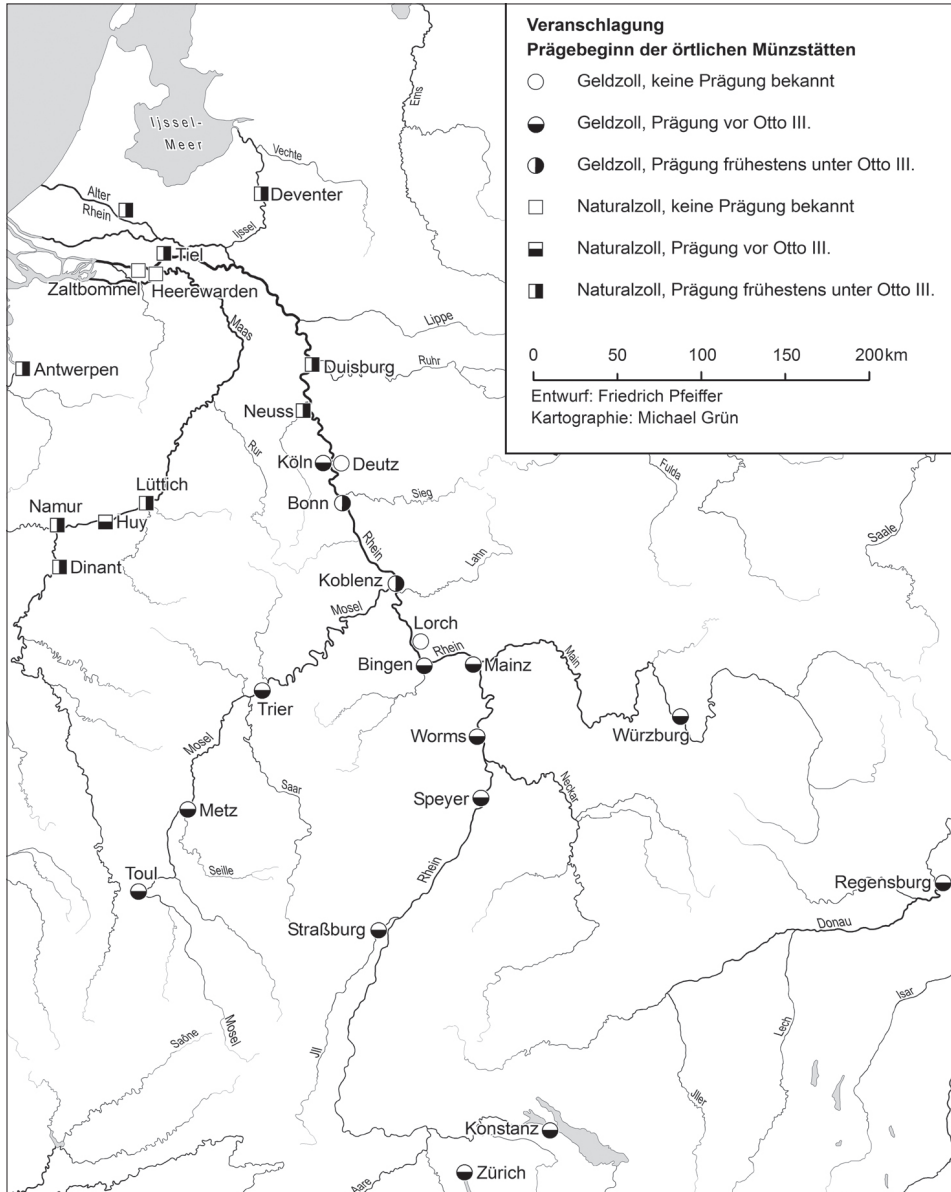 Veranschlagung
Prägebeginn der örtlichen Münzstätten
Geldzoll, keine Prägung bekannt
Geldzoll, Prägung vor Otto III.
Geldzoll, Prägung frühestens unter Otto III.
Naturalzoll, keine Prägung bekannt
Naturalzoll, Prägung vor Otto III.
Naturalzoll, Prägung frühestens unter Otto III.
0 50 100 150 200km
Entwurf: Friedrich Pfeiffer
Kartographie: Michael Grün
Ems
Ijssel-
Meer
Vechte
Deventer
Alter
Rhein
Ijssel
Tiel
Zaltbommel
Heerewarden
Maas
Lippe
Antwerpen
Duisburg
Ruhr
Neuss
Rur
Köln
Deutz
Fulda
Lüttich
Sieg
Namur
Huy
Bonn
Saale
Rhein
Dinant
Lahn
Koblenz
Mosel
Lorch
Rhein
Main
Bingen
Mainz
Trier
Würzburg
Mosel
Worms
Saar
Neckar
Metz
Speyer
Toul
Seille
Rhein
Regensburg
Straßburg
Donau
Isar
Mosel
Saône
Lech
Jll
Jller
Konstanz
Zürich
Aare